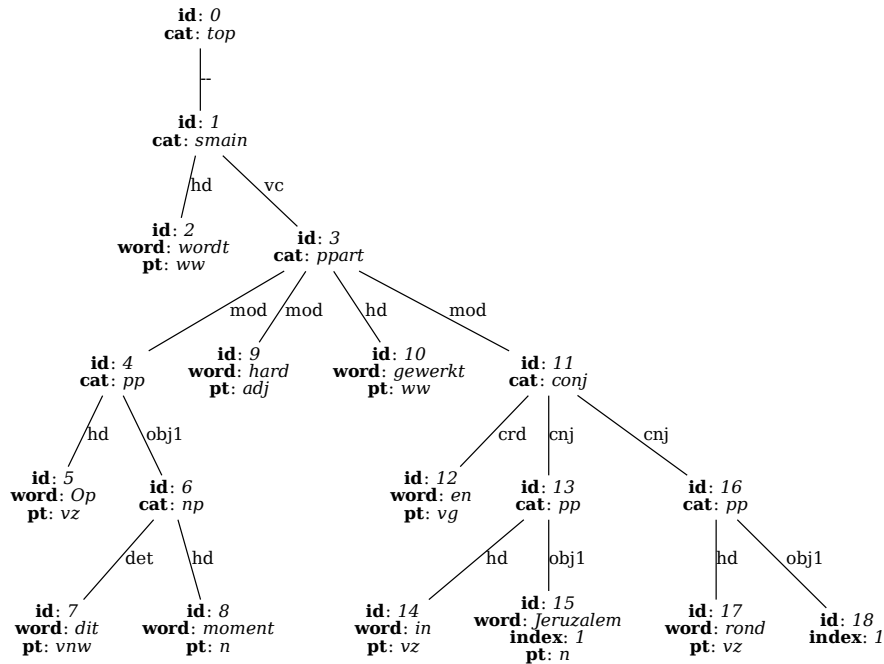 id: 0
cat: top
--
id: 1
cat: smain
hd
vc
id: 2
word: wordt
pt: ww
id: 3
cat: ppart
mod
mod
hd
mod
id: 4
cat: pp
id: 9
word: hard
pt: adj
id: 10
word: gewerkt
pt: ww
id: 11
cat: conj
hd
obj1
crd
cnj
cnj
id: 5
word: Op
pt: vz
id: 6
cat: np
id: 12
word: en
pt: vg
id: 13
cat: pp
id: 16
cat: pp
det
hd
hd
obj1
hd
obj1
id: 7
word: dit
pt: vnw
id: 8
word: moment
pt: n
id: 14
word: in
pt: vz
id: 15
word: Jeruzalem
index: 1
pt: n
id: 17
word: rond
pt: vz
id: 18
index: 1